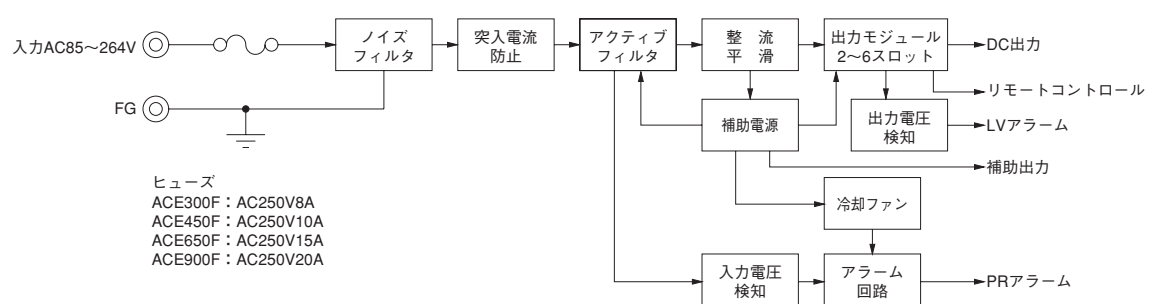 入力AC85～264V
ノイズ
フィルタ
突入電流
防止
アクティブ
フィルタ
整　流
平　滑
出力モジュール
2～6スロット
DC出力
リモートコントロール
FG
補助電源
出力電圧
検知
LVアラーム
補助出力
ヒューズ
ACE300F：AC250V8A
ACE450F：AC250V10A
ACE650F：AC250V15A
ACE900F：AC250V20A
冷却ファン
入力電圧
検知
アラーム
回路
PRアラーム